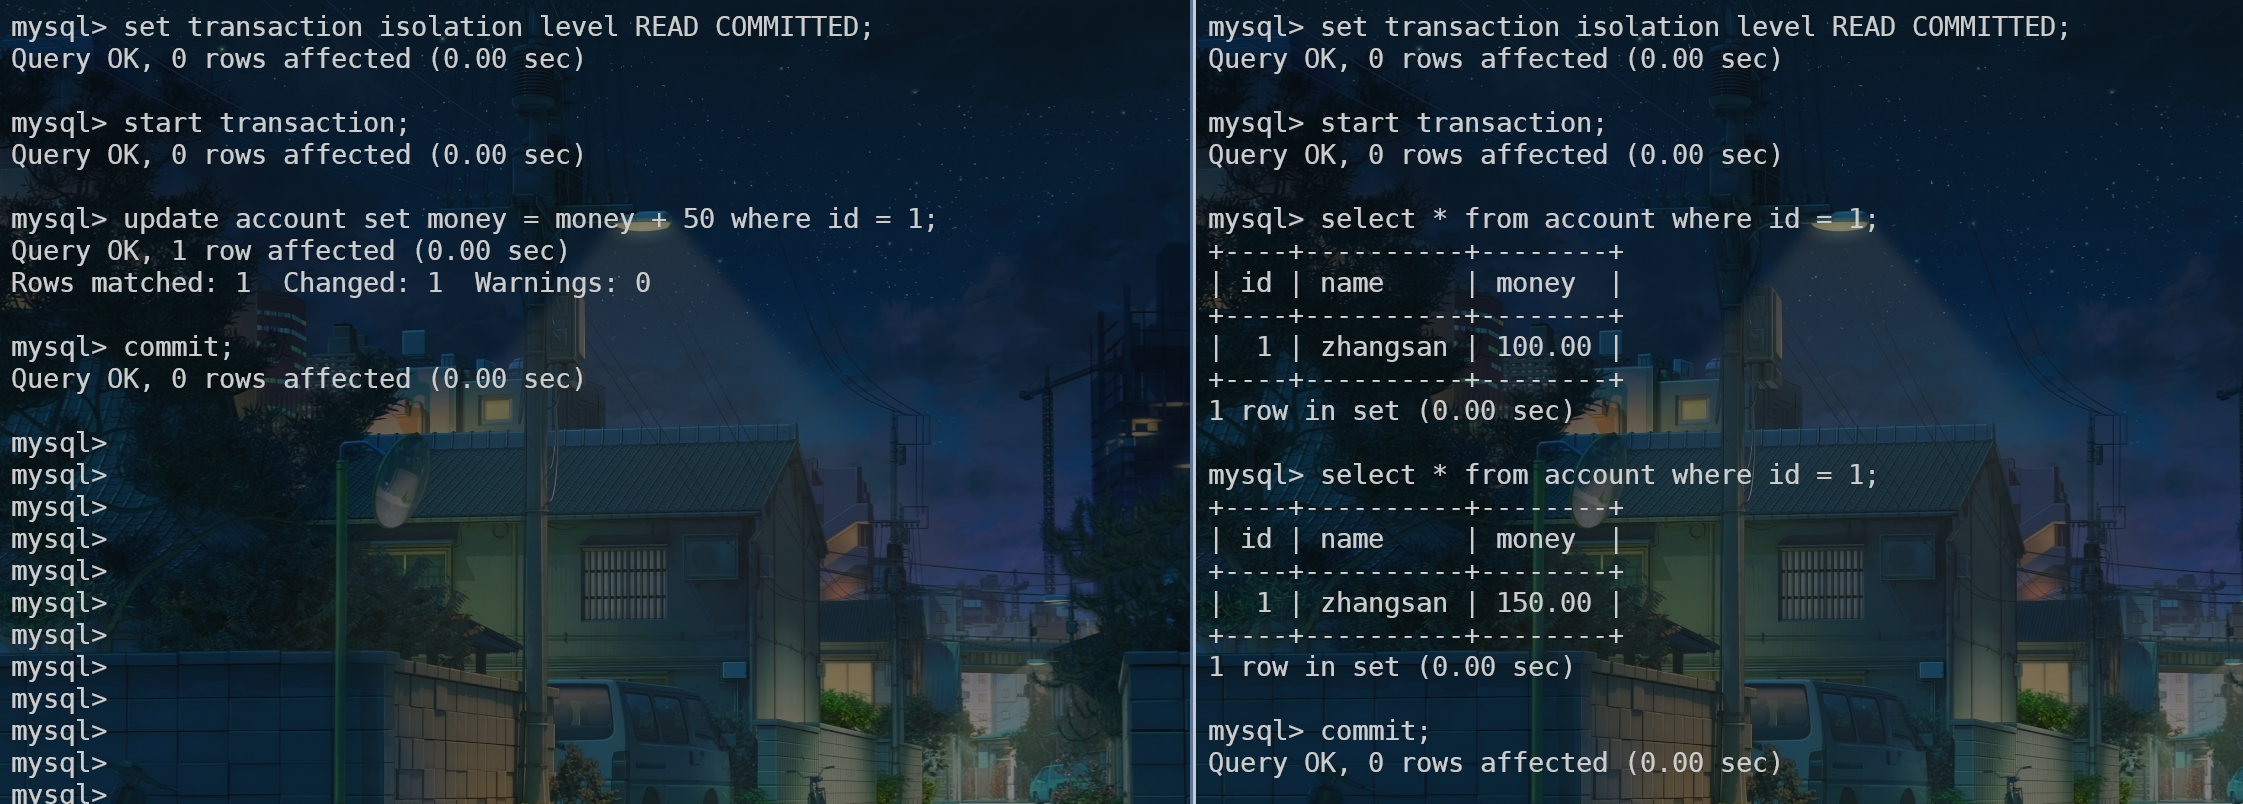 mysql> set transaction isolation level READ COMMITTED;
Query OK, 0 rows affected (0.00 sec)
mysql> start transaction;
Query OK, 0 rows affected (0.00 sec)
mysql> update account set money = money + 50 where id = 1;
Query OK, 1 row affected (0.00 sec)
Rows matched: 1  Changed: 1  Warnings: 0
mysql> commit;
Query OK, 0 rows affected (0.00 sec)
mysql>
mysql>
mysql>
mysql>
mysql>
mysql>
mysql>
mysql>
mysql>
mysql>
mysql>
mysql>
mysql> set transaction isolation level READ COMMITTED;
Query OK, 0 rows affected (0.00 sec)
mysql> start transaction;
Query OK, 0 rows affected (0.00 sec)
mysql> select * from account where id = 1;
+----+----------+--------+
| id | name     | money  |
+----+----------+--------+
|  1 | zhangsan | 100.00 |
+----+----------+--------+
1 row in set (0.00 sec)
mysql> select * from account where id = 1;
+----+----------+--------+
| id | name     | money  |
+----+----------+--------+
|  1 | zhangsan | 150.00 |
+----+----------+--------+
1 row in set (0.00 sec)
mysql> commit;
Query OK, 0 rows affected (0.00 sec)